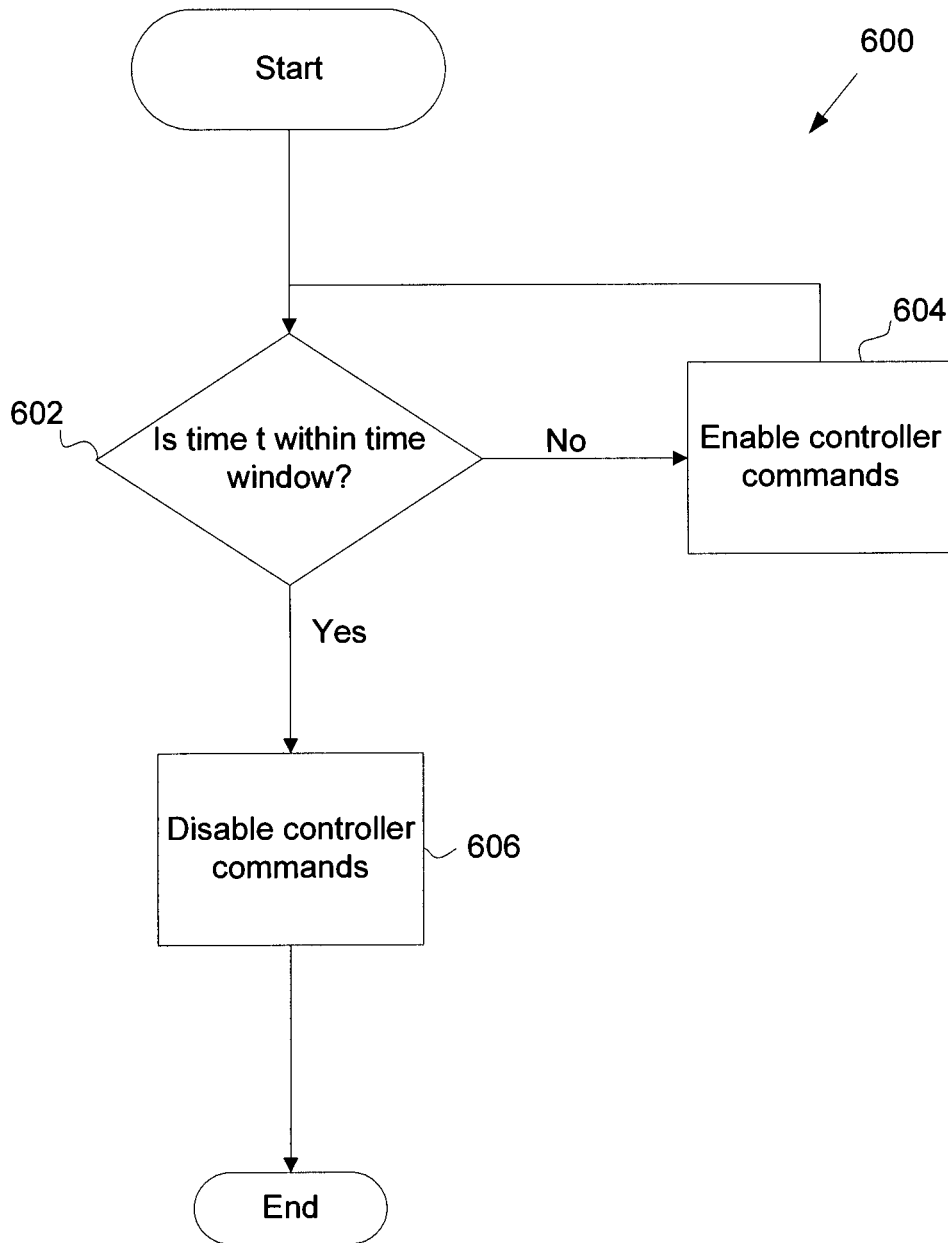 Start
600
604
602
Is time t within time
window?
No
Enable controller
commands
Yes
Disable controller
commands
606
End